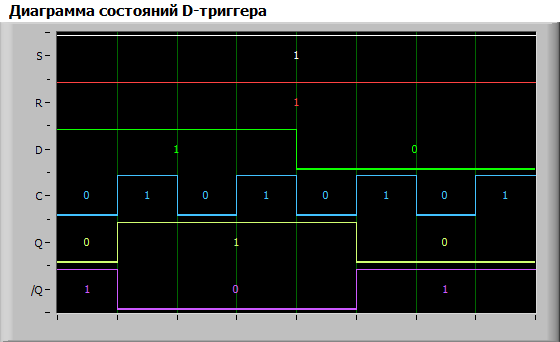 Диаграмма состояний D-триггера
S 1
R 1
D 1 0
C 0 1 0 1 0 1 0 1
Q 0 1 0
/Q 1 0 1